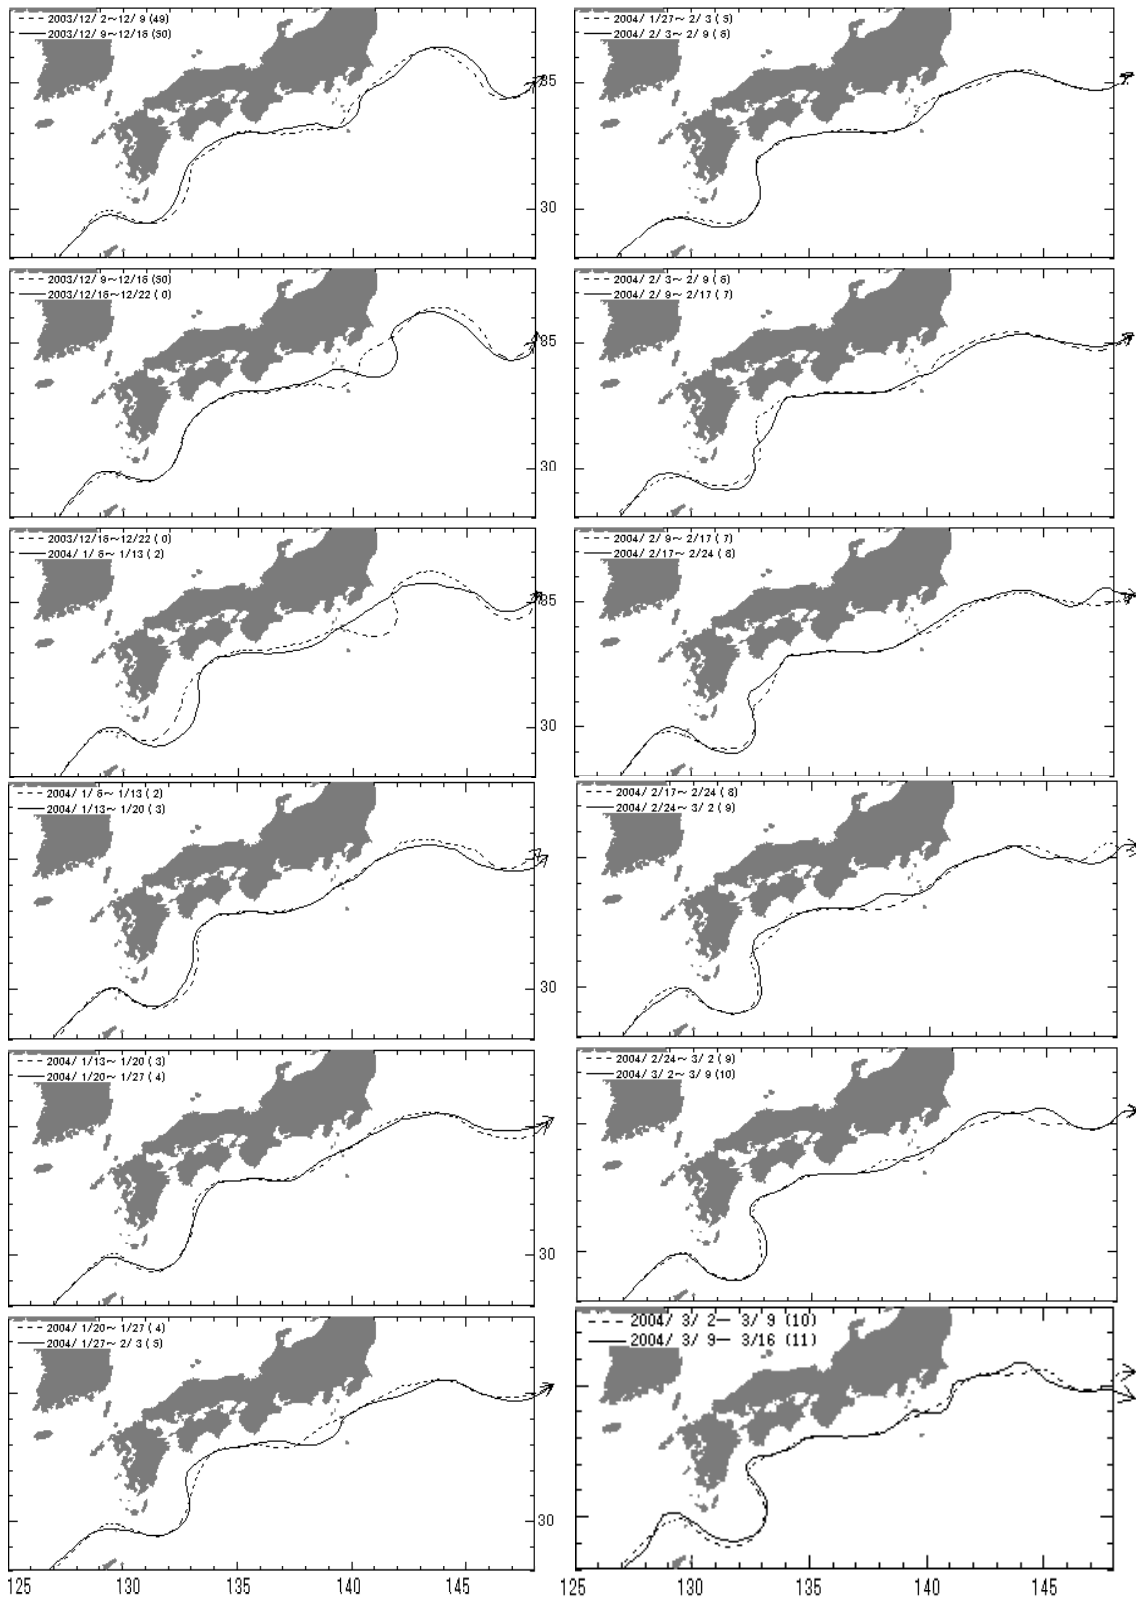 2003/12/ 2～12/ 9 (49)
2003/12/ 9～12/16 (50)
35
30
2003/12/ 9～12/16 (50)
2003/12/16～12/22 ( 0)
35
30
2003/12/16～12/22 ( 0)
2004/ 1/ 6～ 1/13 ( 2)
35
30
2004/ 1/ 6～ 1/13 ( 2)
2004/ 1/13～ 1/20 ( 3)
30
2004/ 1/13～ 1/20 ( 3)
2004/ 1/20～ 1/27 ( 4)
30
2004/ 1/20～ 1/27 ( 4)
2004/ 1/27～ 2/ 3 ( 5)
30
125 130 135 140 145
2004/ 1/27～ 2/ 3 ( 5)
2004/ 2/ 3～ 2/ 9 ( 6)
2004/ 2/ 3～ 2/ 9 ( 6)
2004/ 2/ 9～ 2/17 ( 7)
2004/ 2/ 9～ 2/17 ( 7)
2004/ 2/17～ 2/24 ( 8)
2004/ 2/17～ 2/24 ( 8)
2004/ 2/24～ 3/ 2 ( 9)
2004/ 2/24～ 3/ 2 ( 9)
2004/ 3/ 2～ 3/ 9 (10)
2004/ 3/ 2— 3/ 9 (10)
2004/ 3/ 9— 3/16 (11)
125 130 135 140 145